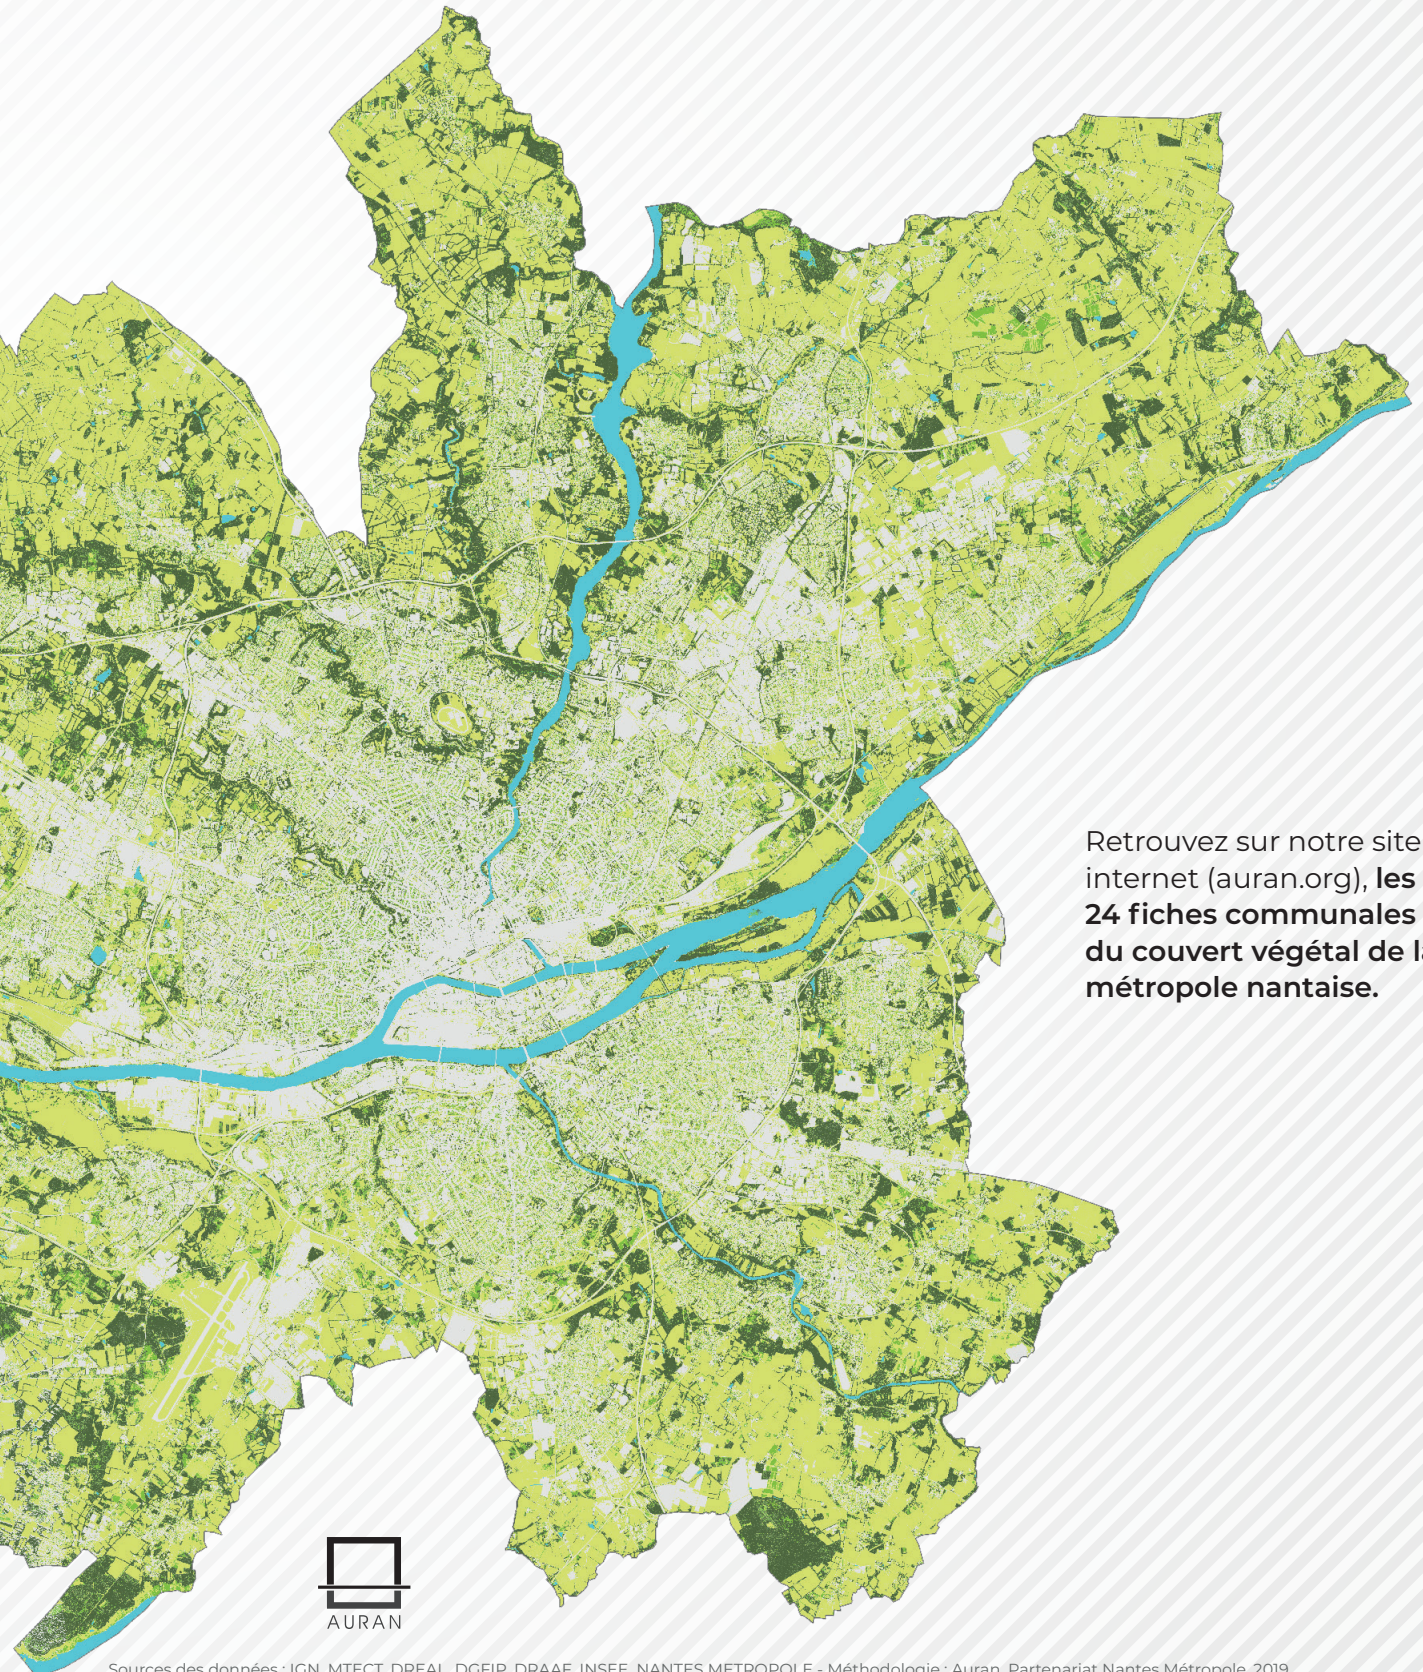 Retrouvez sur notre site
internet (auran.org), les
24 fiches communales
du couvert végétal de la
métropole nantaise.
AURAN
Sources des données : IGN, MTECT, DREAL, DGFIP, DRAAF, INSEE, NANTES METROPOLE - Méthodologie : Auran, Partenariat Nantes Métropole, 2019